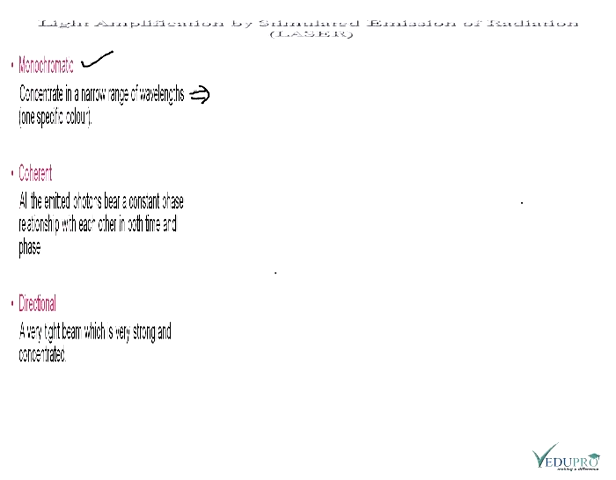 Light Amplification by Stimulated Emission of Radiation
(LASER)
• Monochromatic
Concentrate in a narrow range of wavelengths
(one specific colour).
• Coherent
All the emitted photons bear a constant phase
relationship with each other in both time and
phase
• Directional
A very tight beam which is very strong and
concentrated.
VEDUPRO
making a difference